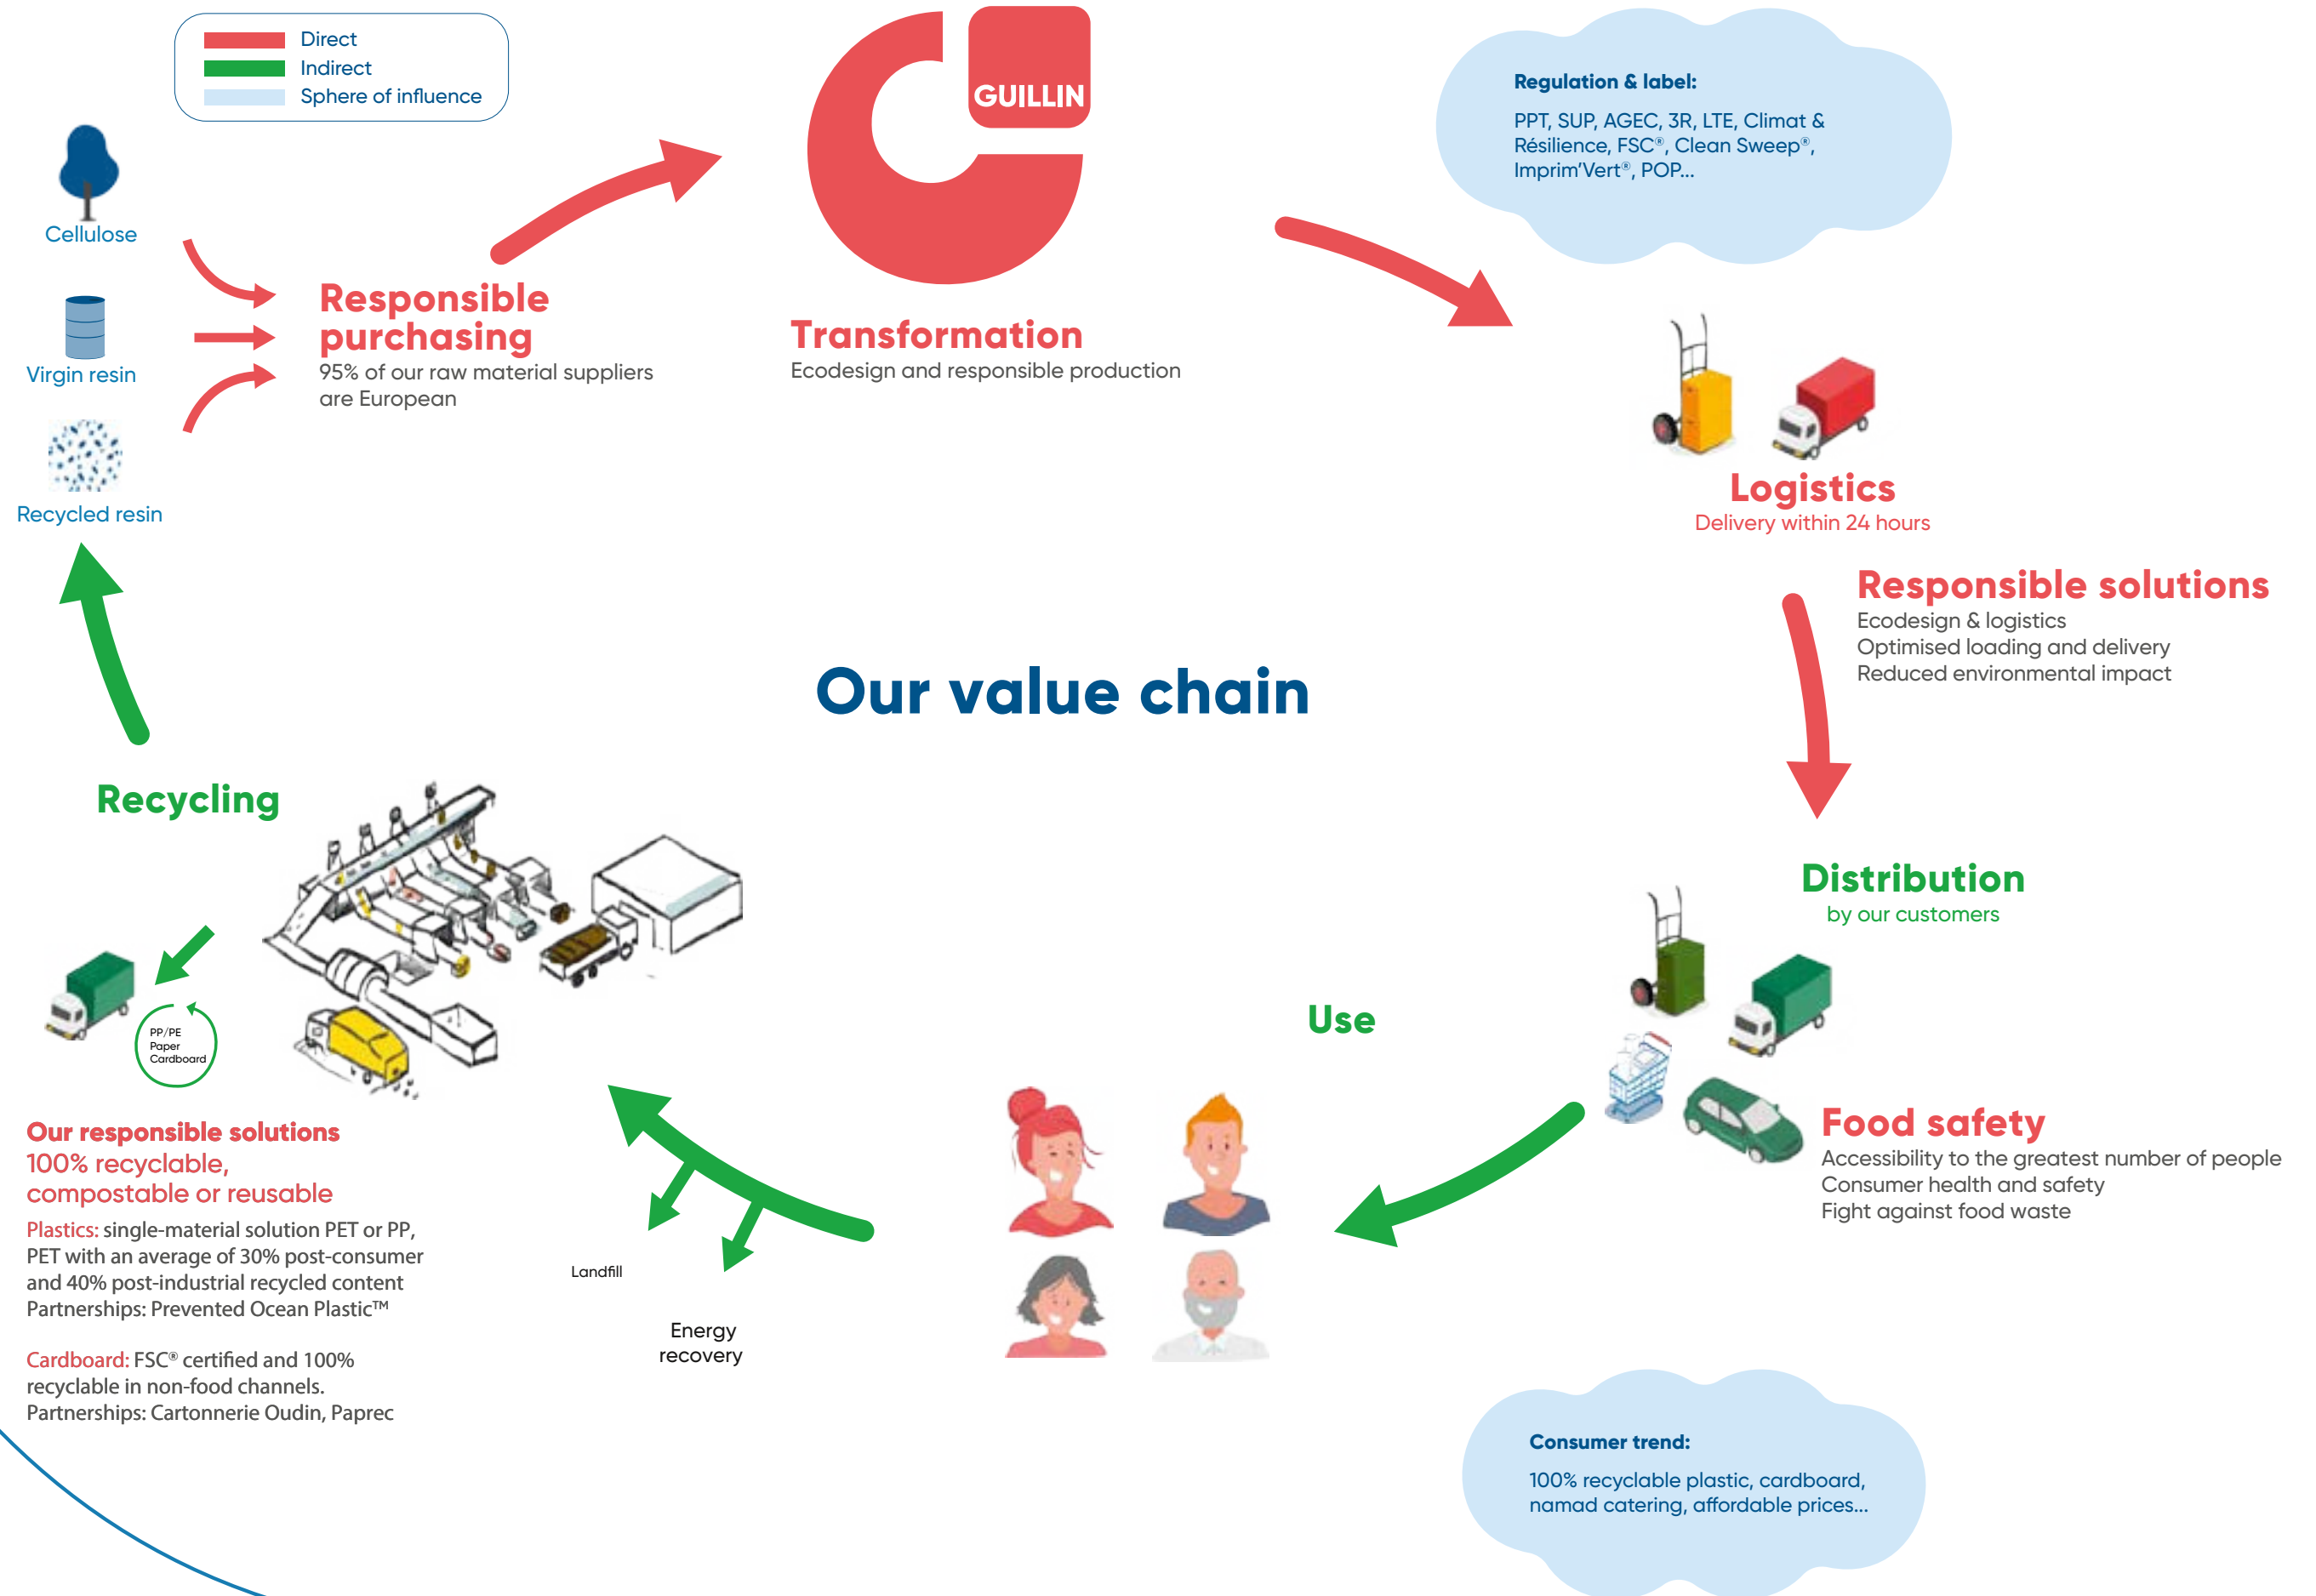 Direct
Indirect
Sphere of influence
GUILLIN
Regulation & label:
PPT, SUP, AGEC, 3R, LTE, Climat &
Résilience, FSC®, Clean Sweep®,
Imprim'Vert®, POP...
Cellulose
Virgin resin
Recycled resin
Responsible
purchasing
95% of our raw material suppliers
are European
Transformation
Ecodesign and responsible production
Logistics
Delivery within 24 hours
Responsible solutions
Ecodesign & logistics
Optimised loading and delivery
Reduced environmental impact
Our value chain
Distribution
by our customers
Food safety
Accessibility to the greatest number of people
Consumer health and safety
Fight against food waste
Use
Consumer trend:
100% recyclable plastic, cardboard,
namad catering, affordable prices...
Landfill
Energy
recovery
Recycling
PP/PE
Paper
Cardboard
Our responsible solutions
100% recyclable,
compostable or reusable
Plastics: single-material solution PET or PP,
PET with an average of 30% post-consumer
and 40% post-industrial recycled content
Partnerships: Prevented Ocean Plastic™
Cardboard: FSC® certified and 100%
recyclable in non-food channels.
Partnerships: Cartonnerie Oudin, Paprec